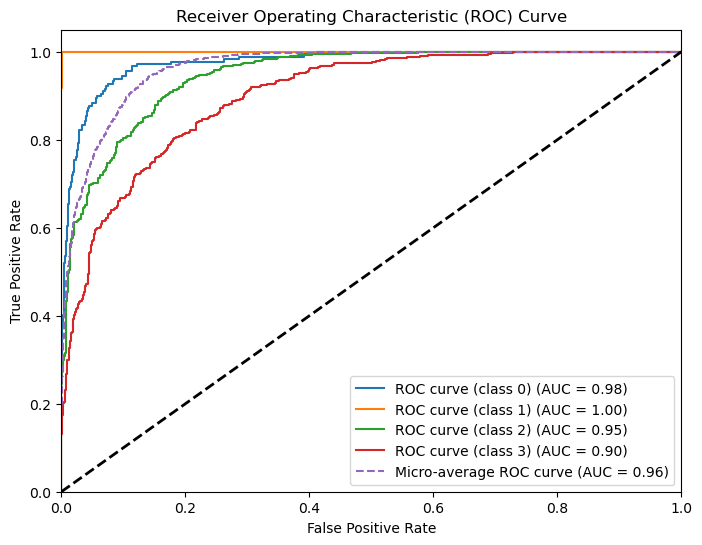 Receiver Operating Characteristic (ROC) Curve
True Positive Rate
1.0
0.8
0.6
0.4
0.2
0.0
ROC curve (class 0) (AUC = 0.98)
ROC curve (class 1) (AUC = 1.00)
ROC curve (class 2) (AUC = 0.95)
ROC curve (class 3) (AUC = 0.90)
Micro-average ROC curve (AUC = 0.96)
0.0 0.2 0.4 0.6 0.8 1.0
False Positive Rate